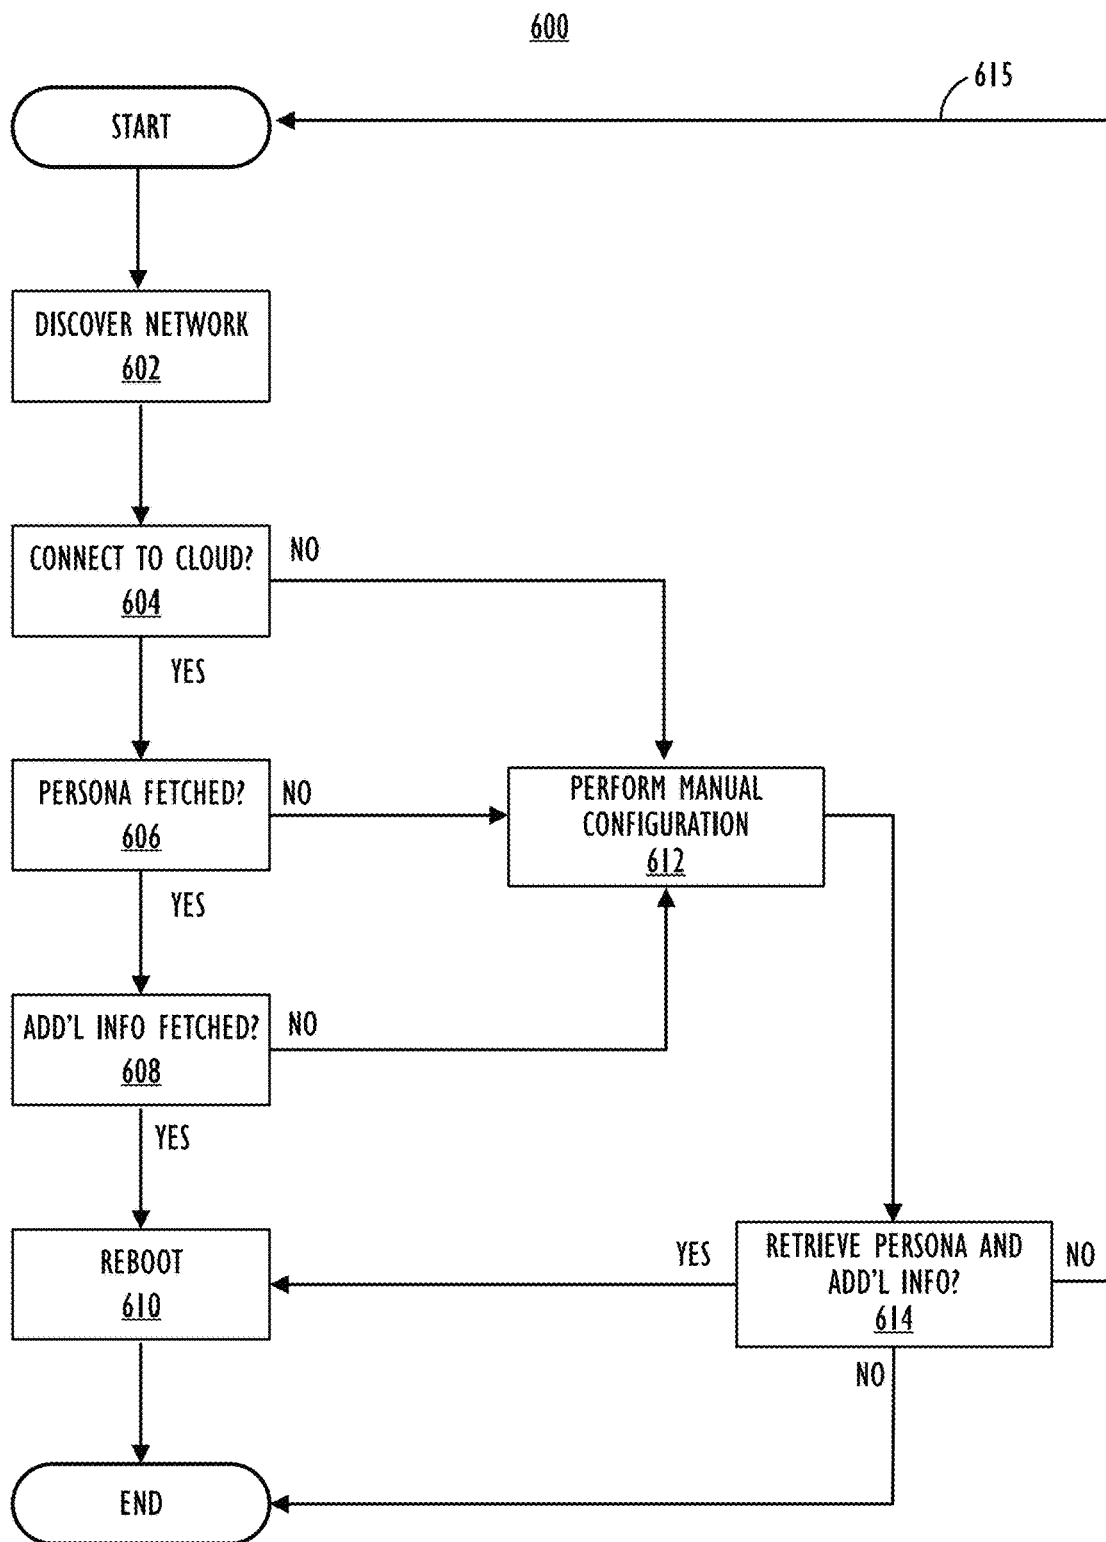 600
615
START
DISCOVER NETWORK
602
CONNECT TO CLOUD?
604
NO
YES
PERSONA FETCHED?
606
NO
PERFORM MANUAL
CONFIGURATION
612
YES
ADD'L INFO FETCHED?
608
NO
YES
REBOOT
610
YES
RETRIEVE PERSONA AND
ADD'L INFO?
614
NO
NO
END